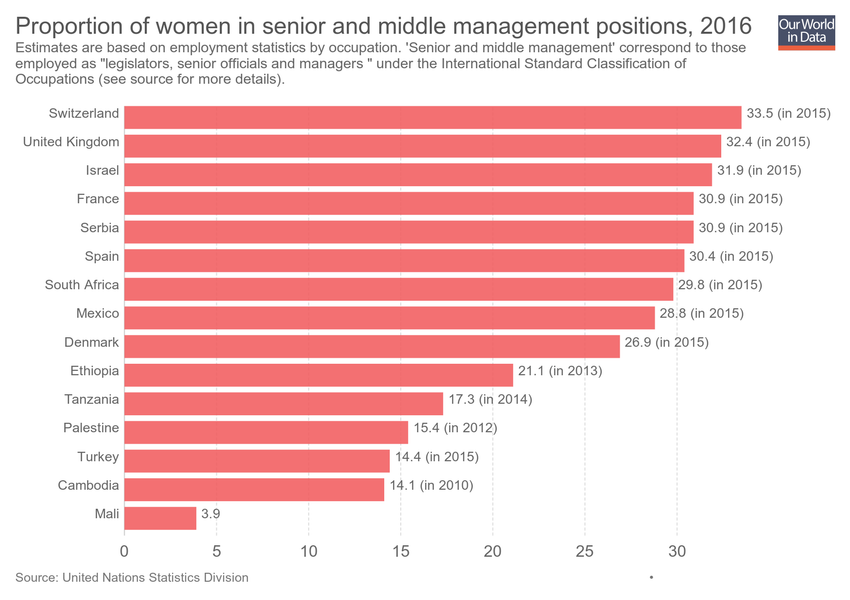 Proportion of women in senior and middle management positions, 2016
Our World
in Data
Estimates are based on employment statistics by occupation. 'Senior and middle management' correspond to those
employed as "legislators, senior officials and managers " under the International Standard Classification of
Occupations (see source for more details).
Switzerland 33.5 (in 2015)
United Kingdom 32.4 (in 2015)
Israel 31.9 (in 2015)
France 30.9 (in 2015)
Serbia 30.9 (in 2015)
Spain 30.4 (in 2015)
South Africa 29.8 (in 2015)
Mexico 28.8 (in 2015)
Denmark 26.9 (in 2015)
Ethiopia 21.1 (in 2013)
Tanzania 17.3 (in 2014)
Palestine 15.4 (in 2012)
Turkey 14.4 (in 2015)
Cambodia 14.1 (in 2010)
Mali 3.9
0 5 10 15 20 25 30
Source: United Nations Statistics Division •